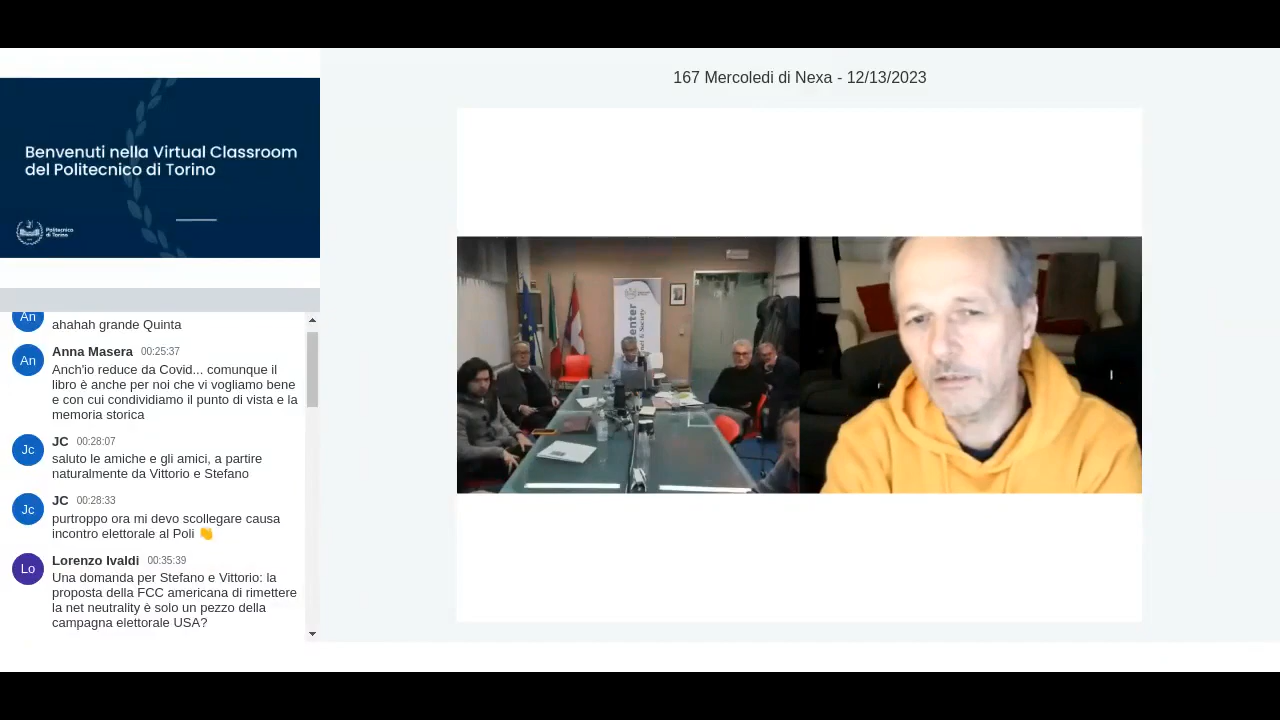 167 Mercoledi di Nexa - 12/13/2023
Benvenuti nella Virtual Classroom
del Politecnico di Torino
Politecnico
di Torino
An
ahahah grande Quinta
An
Anna Masera 00:25:37
Anch'io reduce da Covid... comunque il
libro è anche per noi che vi vogliamo bene
e con cui condividiamo il punto di vista e la
memoria storica
Jc
JC 00:28:07
saluto le amiche e gli amici, a partire
naturalmente da Vittorio e Stefano
Jc
JC 00:28:33
purtroppo ora mi devo scollegare causa
incontro elettorale al Poli 👏
Lo
Lorenzo Ivaldi 00:35:39
Una domanda per Stefano e Vittorio: la
proposta della FCC americana di rimettere
la net neutrality è solo un pezzo della
campagna elettorale USA?
& Society